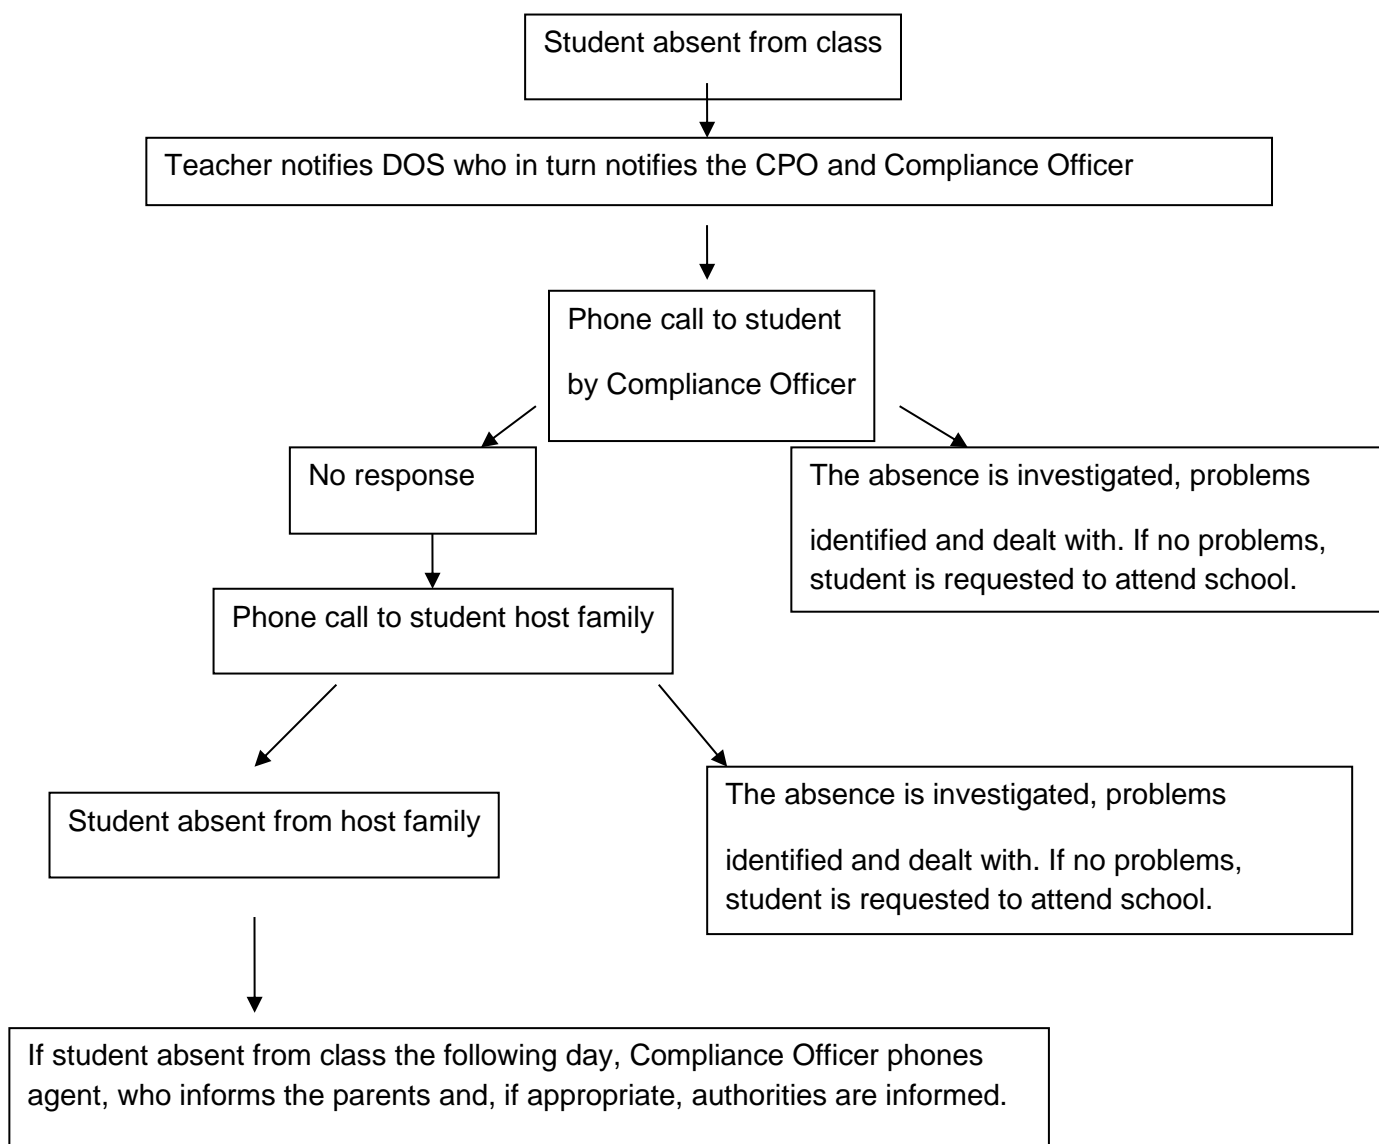 Student absent from class
Teacher notifies DOS who in turn notifies the CPO and Compliance Officer
Phone call to student
by Compliance Officer
No response
The absence is investigated, problems
identified and dealt with. If no problems,
student is requested to attend school.
Phone call to student host family
Student absent from host family
The absence is investigated, problems
identified and dealt with. If no problems,
student is requested to attend school.
If student absent from class the following day, Compliance Officer phones
agent, who informs the parents and, if appropriate, authorities are informed.